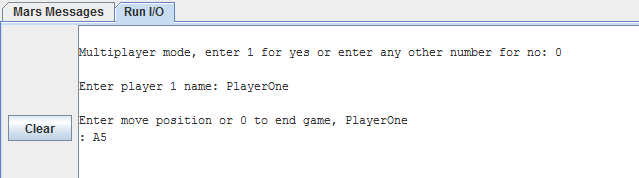 Mars Messages Run I/O
Multiplayer mode, enter 1 for yes or enter any other number for no: 0
Enter player 1 name: PlayerOne
Enter move position or 0 to end game, PlayerOne
: A5
Clear